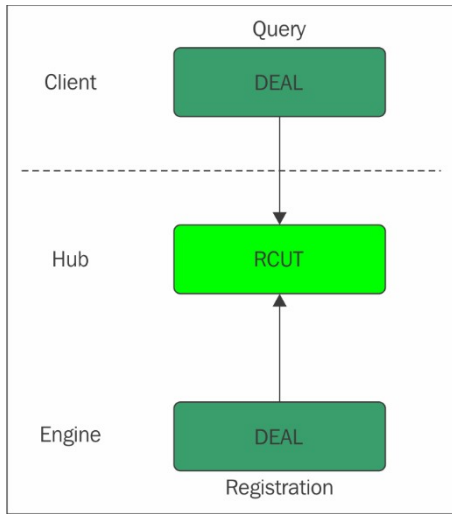 Query
Client DEAL
Hub RCUT
Engine DEAL
Registration